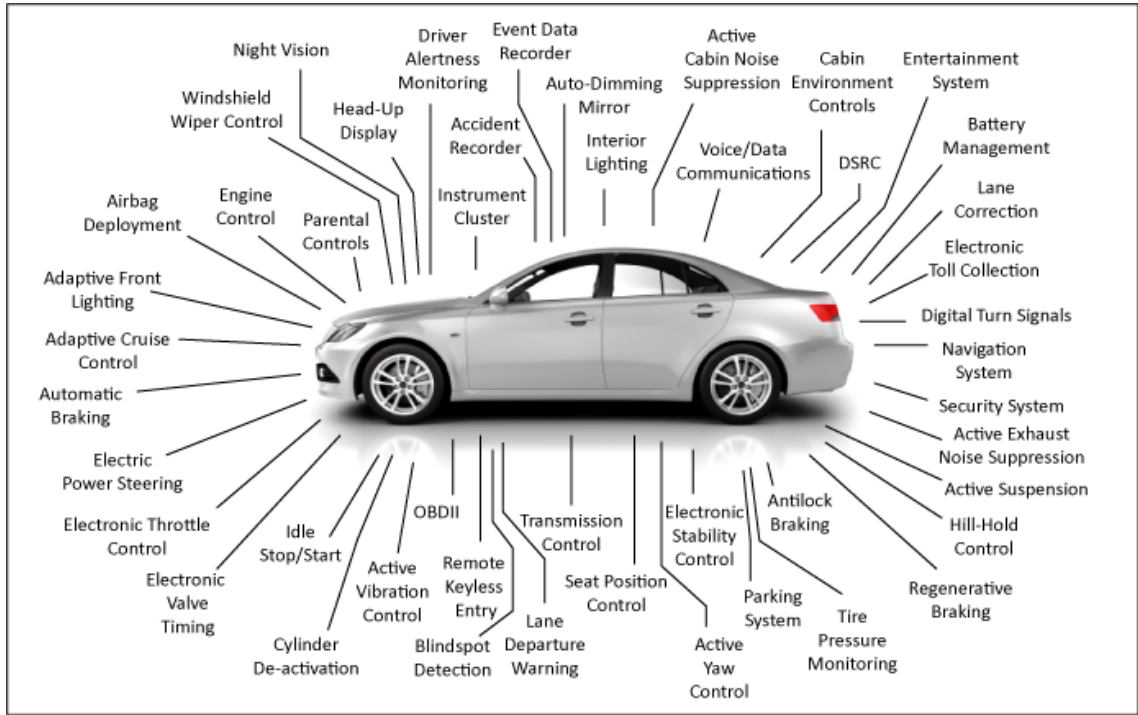 Night Vision
Driver
Alertness
Monitoring
Event Data
Recorder
Active
Cabin Noise
Suppression
Cabin
Environment
Controls
Entertainment
System
Windshield
Wiper Control
Head-Up
Display
Accident
Recorder
Auto-Dimming
Mirror
Interior
Lighting
Voice/Data
Communications
DSRC
Battery
Management
Airbag
Deployment
Engine
Control
Parental
Controls
Instrument
Cluster
Lane
Correction
Adaptive Front
Lighting
Electronic
Toll Collection
Adaptive Cruise
Control
Digital Turn Signals
Navigation
System
Automatic
Braking
Security System
Electric
Power Steering
Active Exhaust
Noise Suppression
Active Suspension
Electronic Throttle
Control
Idle
Stop/Start
OBDII
Transmission
Control
Electronic
Stability
Control
Antilock
Braking
Hill-Hold
Control
Electronic
Valve
Timing
Active
Vibration
Control
Remote
Keyless
Entry
Seat Position
Control
Parking
System
Regenerative
Braking
Cylinder
De-activation
Blindspot
Detection
Lane
Departure
Warning
Active
Yaw
Control
Tire
Pressure
Monitoring